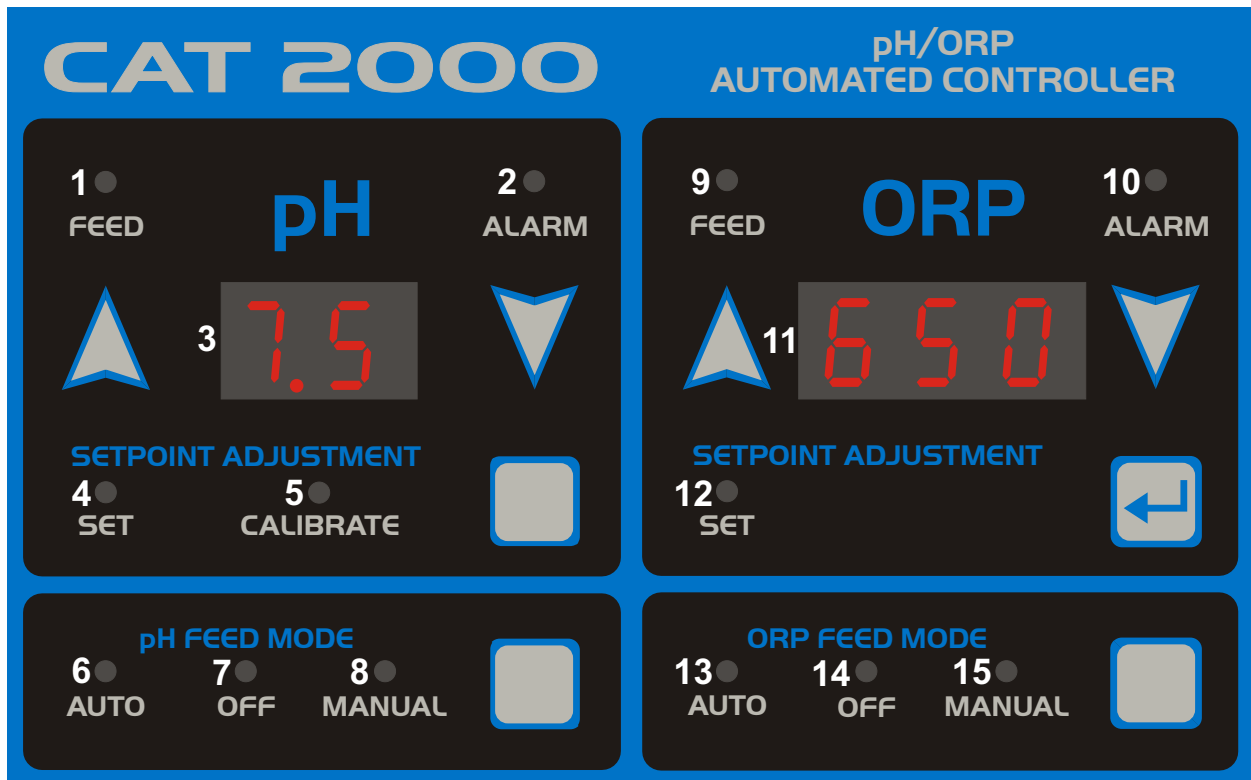 CAT 2000
pH/ORP
AUTOMATED CONTROLLER
1
FEED
pH
2
ALARM
3
7.5
SETPOINT ADJUSTMENT
4
SET
5
CALIBRATE
9
FEED
ORP
10
ALARM
11
650
SETPOINT ADJUSTMENT
12
SET
pH FEED MODE
6 7 8
AUTO OFF MANUAL
ORP FEED MODE
13 14 15
AUTO OFF MANUAL